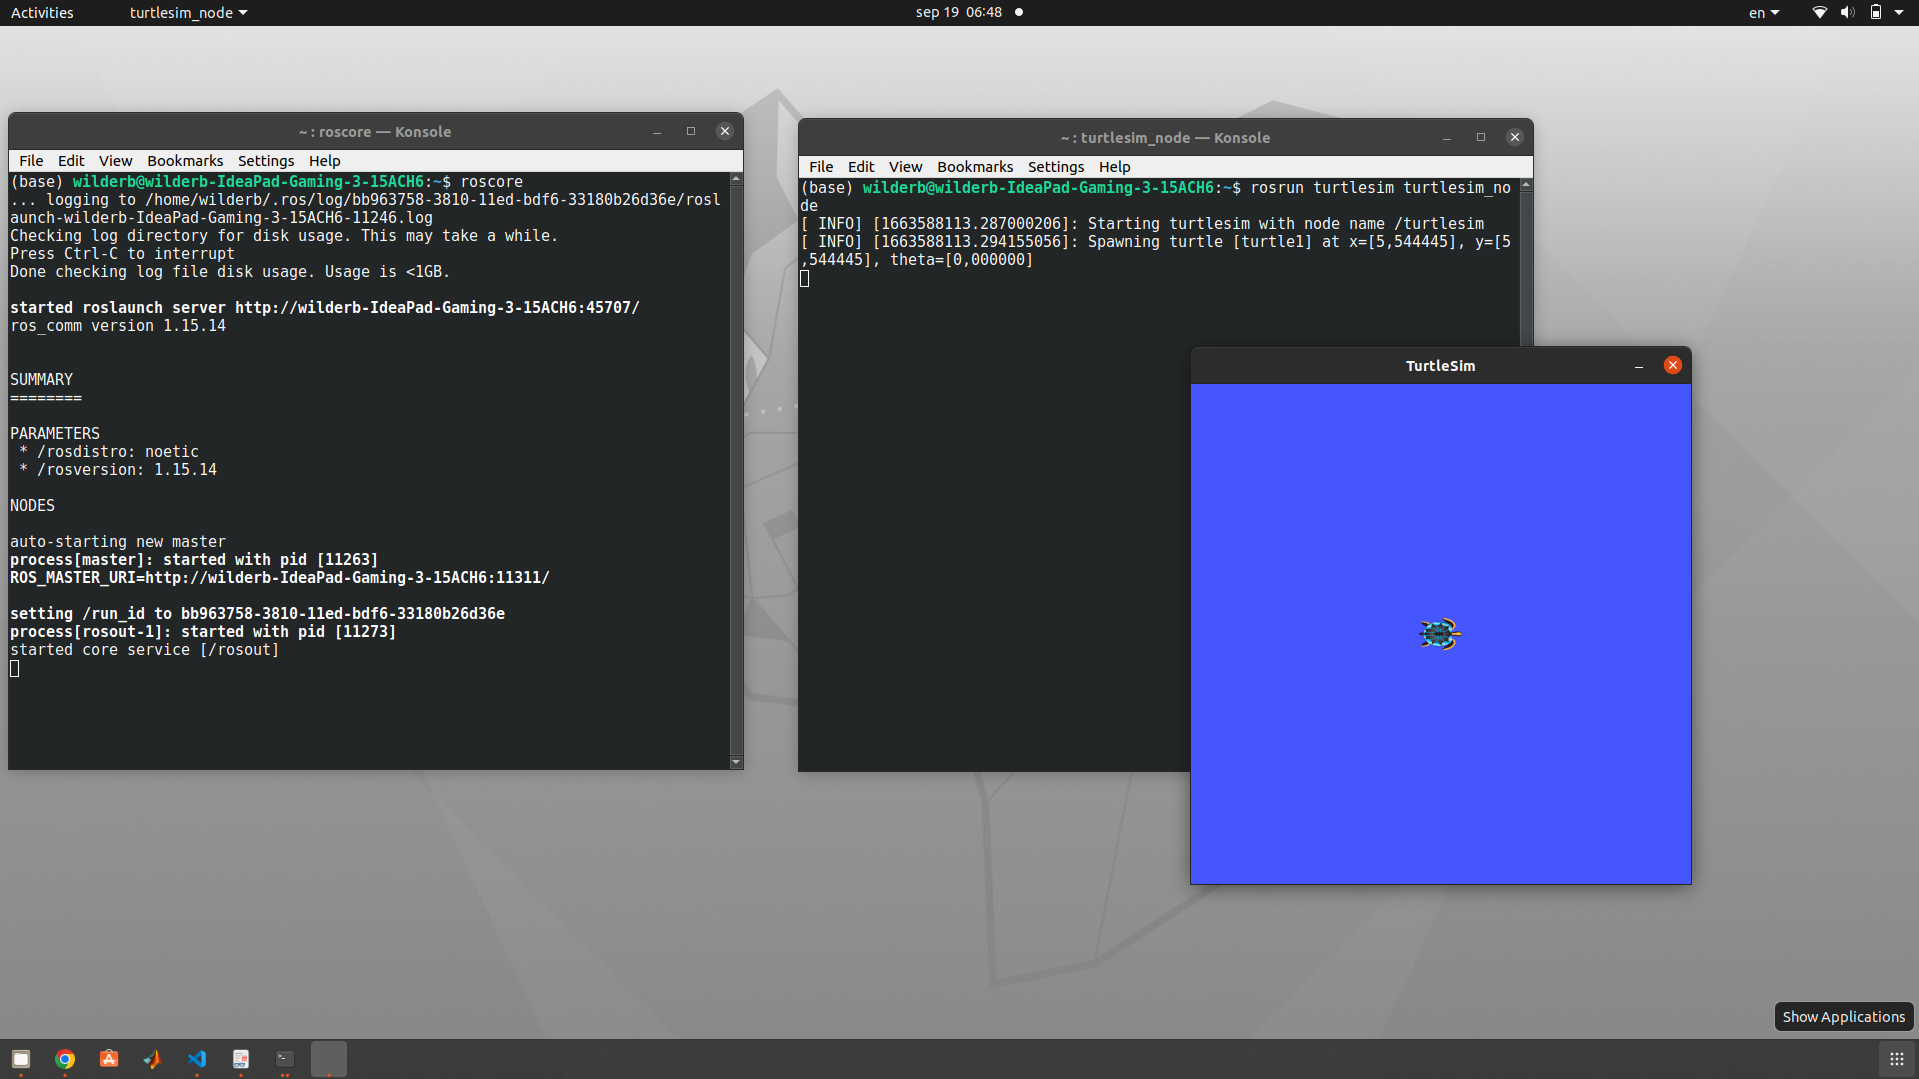 Activities
turtlesim_node
sep 19 06:48
en
~ : roscore — Konsole
File Edit View Bookmarks Settings Help
(base) wilderb@wilderb-IdeaPad-Gaming-3-15ACH6:~$ roscore
... logging to /home/wilderb/.ros/log/bb963758-3810-11ed-bdf6-33180b26d36e/rosl
aunch-wilderb-IdeaPad-Gaming-3-15ACH6-11246.log
Checking log directory for disk usage. This may take a while.
Press Ctrl-C to interrupt
Done checking log file disk usage. Usage is <1GB.
started roslaunch server http://wilderb-IdeaPad-Gaming-3-15ACH6:45707/
ros_comm version 1.15.14
SUMMARY
========
PARAMETERS
* /rosdistro: noetic
* /rosversion: 1.15.14
NODES
auto-starting new master
process[master]: started with pid [11263]
ROS_MASTER_URI=http://wilderb-IdeaPad-Gaming-3-15ACH6:11311/
setting /run_id to bb963758-3810-11ed-bdf6-33180b26d36e
process[rosout-1]: started with pid [11273]
started core service [/rosout]
~ : turtlesim_node — Konsole
File Edit View Bookmarks Settings Help
(base) wilderb@wilderb-IdeaPad-Gaming-3-15ACH6:~$ rosrun turtlesim turtlesim_no
de
[ INFO] [1663588113.287000206]: Starting turtlesim with node name /turtlesim
[ INFO] [1663588113.294155056]: Spawning turtle [turtle1] at x=[5,544445], y=[5
,544445], theta=[0,000000]
TurtleSim
Show Applications